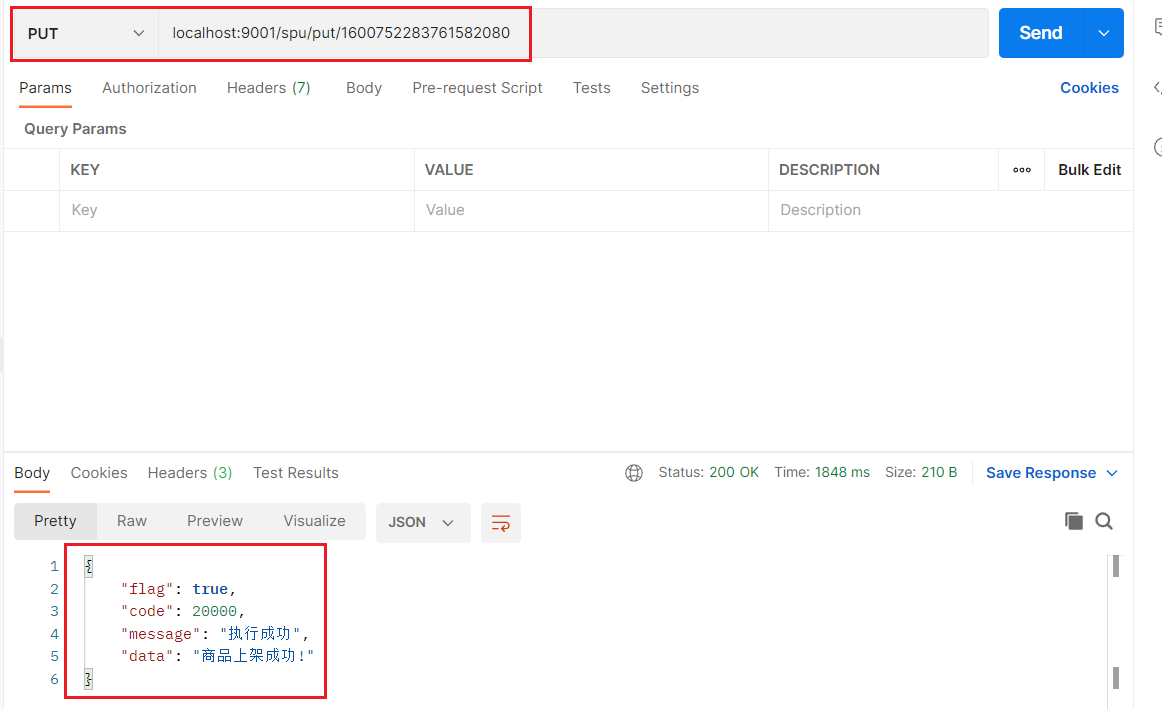 PUT localhost:9001/spu/put/1600752283761582080 Send
Params Authorization Headers (7) Body Pre-request Script Tests Settings Cookies
Query Params
KEY VALUE DESCRIPTION ooo Bulk Edit
Key Value Description
Body Cookies Headers (3) Test Results Status: 200 OK Time: 1848 ms Size: 210 B Save Response
Pretty Raw Preview Visualize JSON
1 {
2 "flag": true,
3 "code": 20000,
4 "message": "执行成功",
5 "data": "商品上架成功!"
6 }